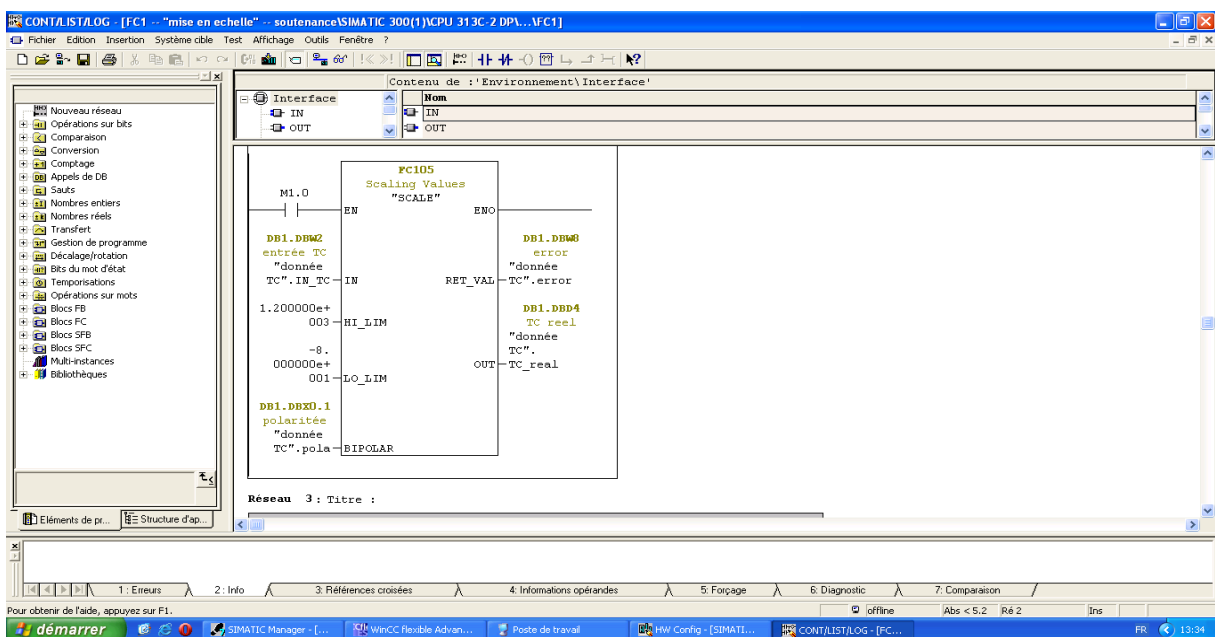 CONT/LIST/LOG - [FC1 -- "mise en echelle" -- soutenance\SIMATIC 300(1)\CPU 313C-2 DP\...\FC1]
Fichier Edition Insertion Système cible Test Affichage Outils Fenêtre ?
Contenu de :'Environnement\Interface'
Interface
IN
OUT
Nom
IN
OUT
Nouveau réseau
Opérations sur bits
Comparaison
Conversion
Comptage
Appels de DB
Sauts
Nombres entiers
Nombres réels
Transfert
Gestion de programme
Décalage/rotation
Bits du mot d'état
Temporisations
Opérations sur mots
Blocs FB
Blocs FC
Blocs SFB
Blocs SFC
Multi-instances
Bibliothèques
Eléments de pr...
Structure d'ap...
FC105
Scaling Values
"SCALE"
M1.0
EN ENO
DB1.DBW2
entrée TC
"donnée
TC".IN_TC IN
DB1.DBW8
error
"donnée
RET_VAL TC".error
1.200000e+
003 HI_LIM
DB1.DBD4
TC reel
"donnée
TC".
OUT TC_real
-8.
000000e+
001 LO_LIM
DB1.DBX0.1
polaritée
"donnée
TC".pola BIPOLAR
Réseau 3 : Titre :
1 : Erreurs
2 : Info
3: Références croisées
4: Informations opérandes
5: Forçage
6: Diagnostic
7: Comparaison
Pour obtenir de l'aide, appuyez sur F1.
offline
Abs < 5.2
Ré 2
Ins
démarrer
SIMATIC Manager - [...
WinCC flexible Advan...
Poste de travail
HW Config - [SIMATI...
CONT/LIST/LOG - [FC...
FR
13:34